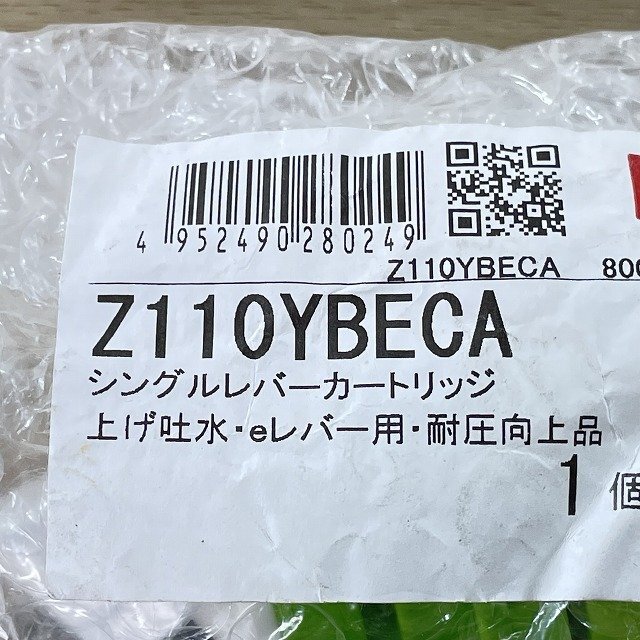 4 952490 280249
Z110YBECA 800
Z110YBECA
シングルレバーカートリッジ
上げ吐水・eレバー用・耐圧向上品
1 個